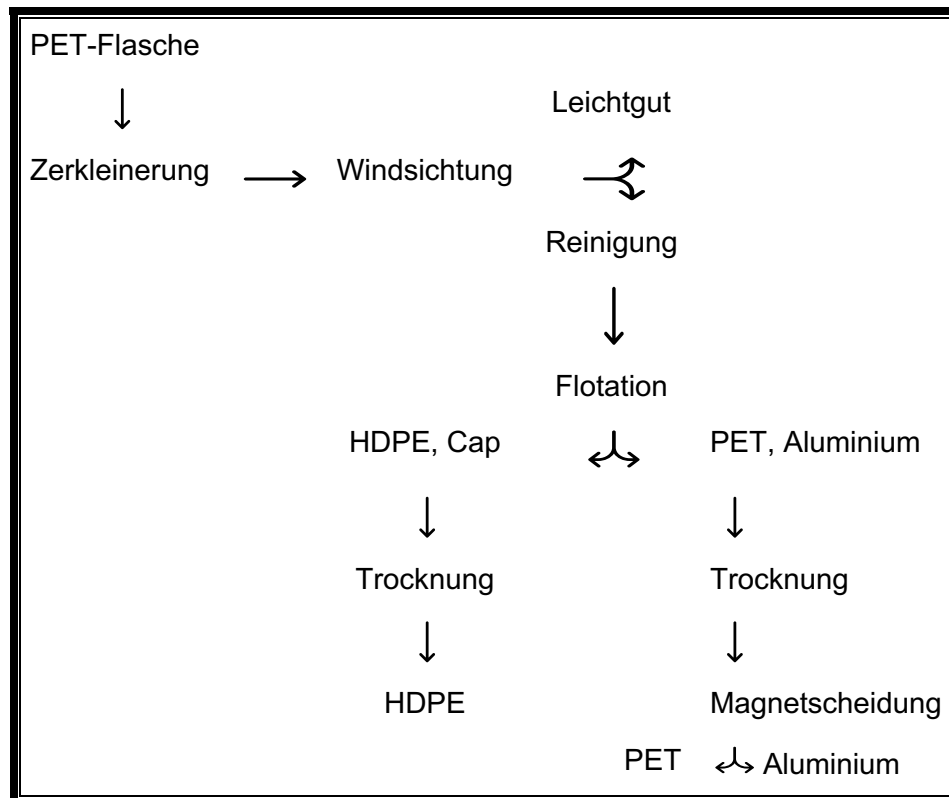 PET-Flasche
Leichtgut
Zerkleinerung Windsichtung
Reinigung
Flotation
HDPE, Cap PET, Aluminium
Trocknung Trocknung
HDPE Magnetscheidung
PET Aluminium